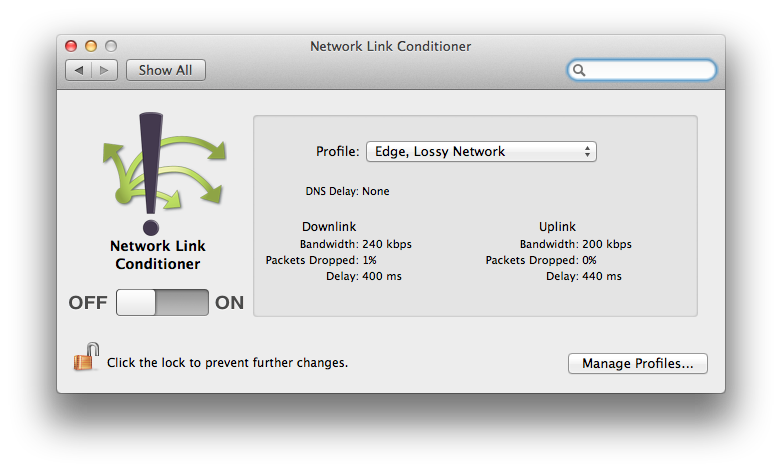 Network Link Conditioner
Show All
Profile: Edge, Lossy Network
DNS Delay: None
Downlink
Bandwidth: 240 kbps
Packets Dropped: 1%
Delay: 400 ms
Uplink
Bandwidth: 200 kbps
Packets Dropped: 0%
Delay: 440 ms
Network Link
Conditioner
OFF ON
Click the lock to prevent further changes.
Manage Profiles...